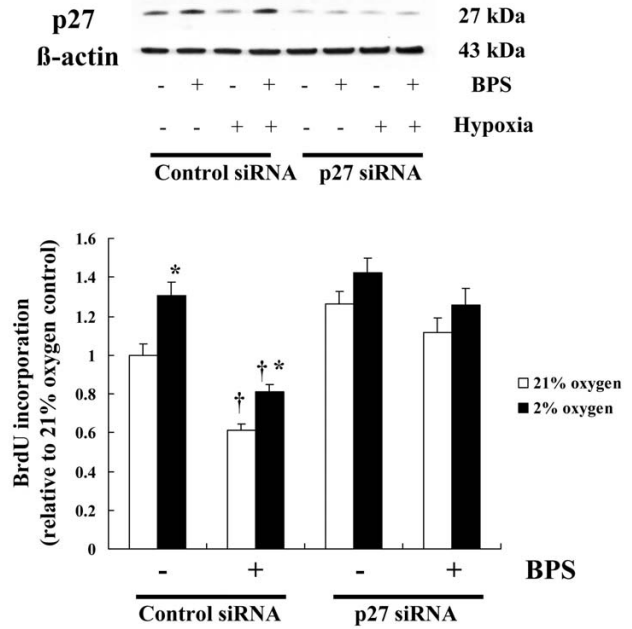 p27 27 kDa
ß-actin 43 kDa
- + - + - + - + BPS
- - + + - - + + Hypoxia
Control siRNA p27 siRNA
BrdU incorporation
(relative to 21% oxygen control)
1.6
1.4
1.2
1
0.8
0.6
0.4
0.2
0
*
†
† *
21% oxygen
2% oxygen
- + - + BPS
Control siRNA p27 siRNA